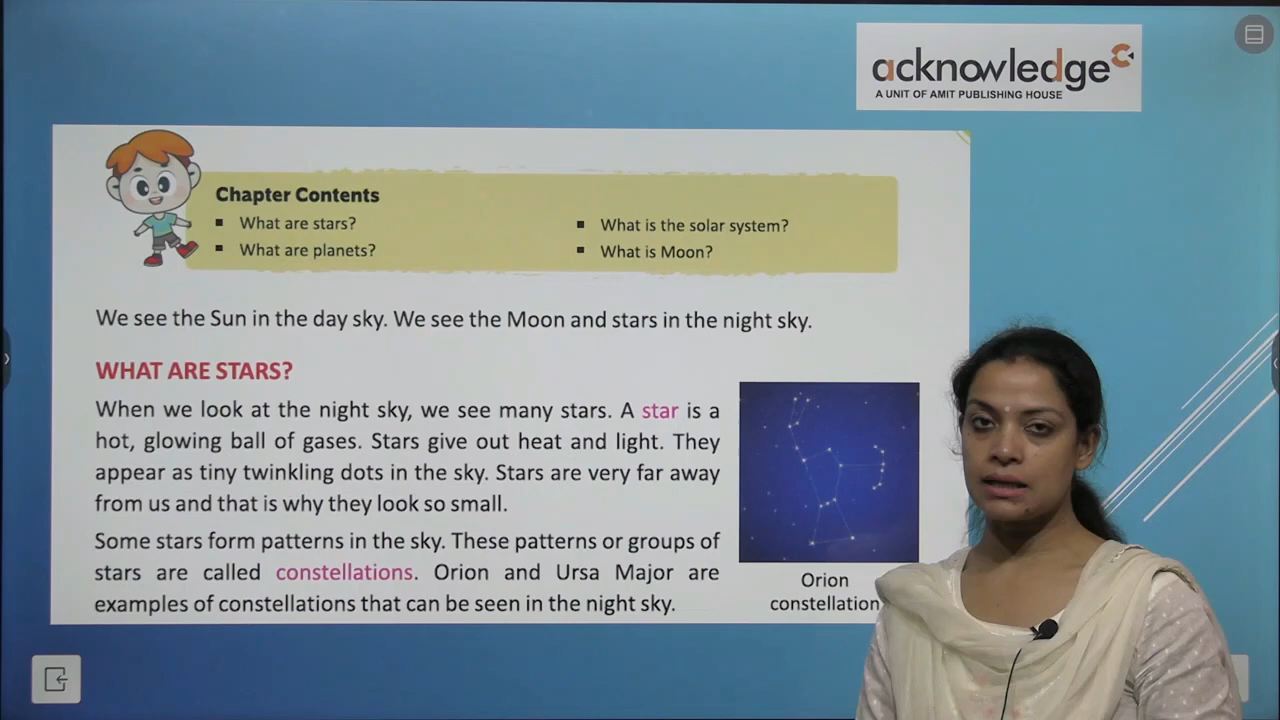 acknowledge
A UNIT OF AMIT PUBLISHING HOUSE
Chapter Contents
What are stars?
What are planets?
What is the solar system?
What is Moon?
We see the Sun in the day sky. We see the Moon and stars in the night sky.
WHAT ARE STARS?
When we look at the night sky, we see many stars. A star is a
hot, glowing ball of gases. Stars give out heat and light. They
appear as tiny twinkling dots in the sky. Stars are very far away
from us and that is why they look so small.
Some stars form patterns in the sky. These patterns or groups of
stars are called constellations. Orion and Ursa Major are
examples of constellations that can be seen in the night sky.
Orion
constellation